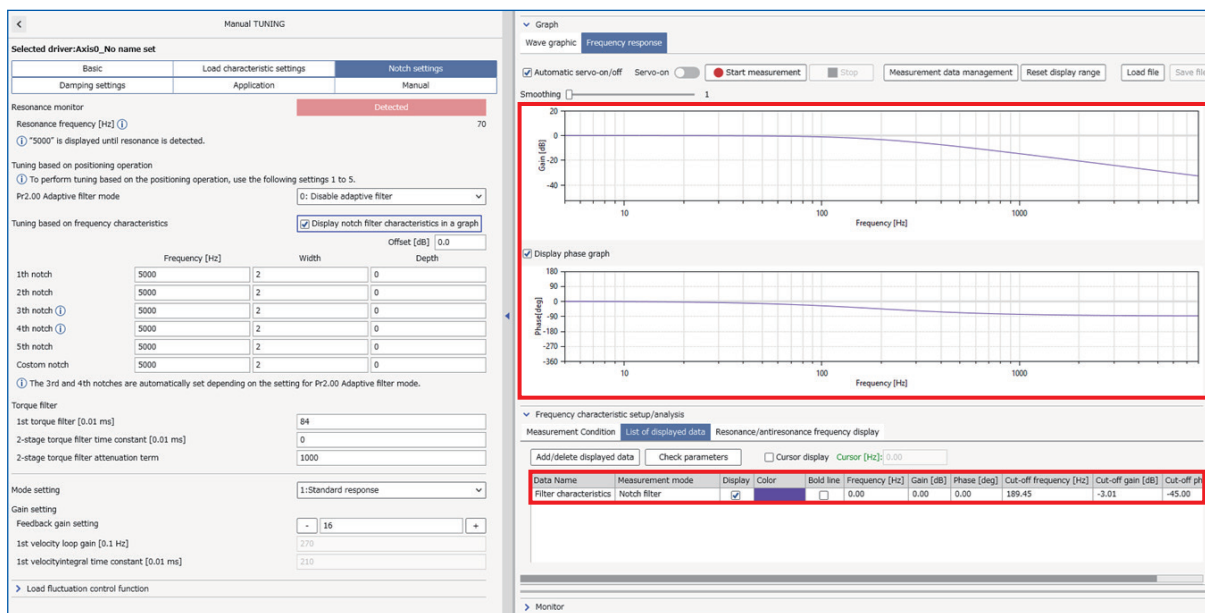 Manual TUNING
Selected driver:Axis0_No name set
Basic Load characteristic settings Notch settings
Damping settings Application Manual
Resonance monitor Detected
Resonance frequency [Hz] 70
"5000" is displayed until resonance is detected.
Tuning based on positioning operation
To perform tuning based on the positioning operation, use the following settings 1 to 5.
Pr2.00 Adaptive filter mode 0: Disable adaptive filter
Tuning based on frequency characteristics Display notch filter characteristics in a graph
Offset [dB] 0.0
Frequency [Hz] Width Depth
1th notch 5000 2 0
2th notch 5000 2 0
3th notch 5000 2 0
4th notch 5000 2 0
5th notch 5000 2 0
Costom notch 5000 2 0
The 3rd and 4th notches are automatically set depending on the setting for Pr2.00 Adaptive filter mode.
Torque filter
1st torque filter [0.01 ms] 84
2-stage torque filter time constant [0.01 ms] 0
2-stage torque filter attenuation term 1000
Mode setting 1:Standard response
Gain setting
Feedback gain setting - 16 +
1st velocity loop gain [0.1 Hz] 270
1st velocityintegral time constant [0.01 ms] 210
Load fluctuation control function
Graph
Wave graphic Frequency response
Automatic servo-on/off Servo-on Start measurement Stop Measurement data management Reset display range Load file Save file
Smoothing 1
Gain [dB]
20
0
-20
-40
10 100 1000
Frequency [Hz]
Display phase graph
Phase[deg]
180
90
0
-90
-180
-270
-360
10 100 1000
Frequency [Hz]
Frequency characteristic setup/analysis
Measurement Condition List of displayed data Resonance/antiresonance frequency display
Add/delete displayed data Check parameters Cursor display Cursor [Hz]: 0.00
Data Name Measurement mode Display Color Bold line Frequency [Hz] Gain [dB] Phase [deg] Cut-off frequency [Hz] Cut-off gain [dB] Cut-off ph
Filter characteristics Notch filter 0.00 0.00 0.00 189.45 -3.01 -45.00
Monitor